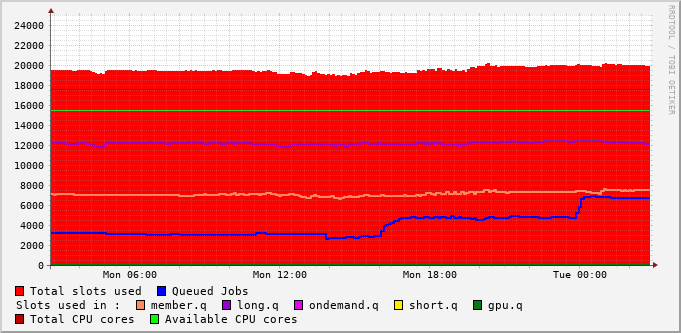 RRDTOOL / TOBI OETIKER
24000
22000
20000
18000
16000
14000
12000
10000
8000
6000
4000
2000
0
Mon 06:00 Mon 12:00 Mon 18:00 Tue 00:00
Total slots used Queued Jobs
Slots used in : member.q long.q ondemand.q short.q gpu.q
Total CPU cores Available CPU cores